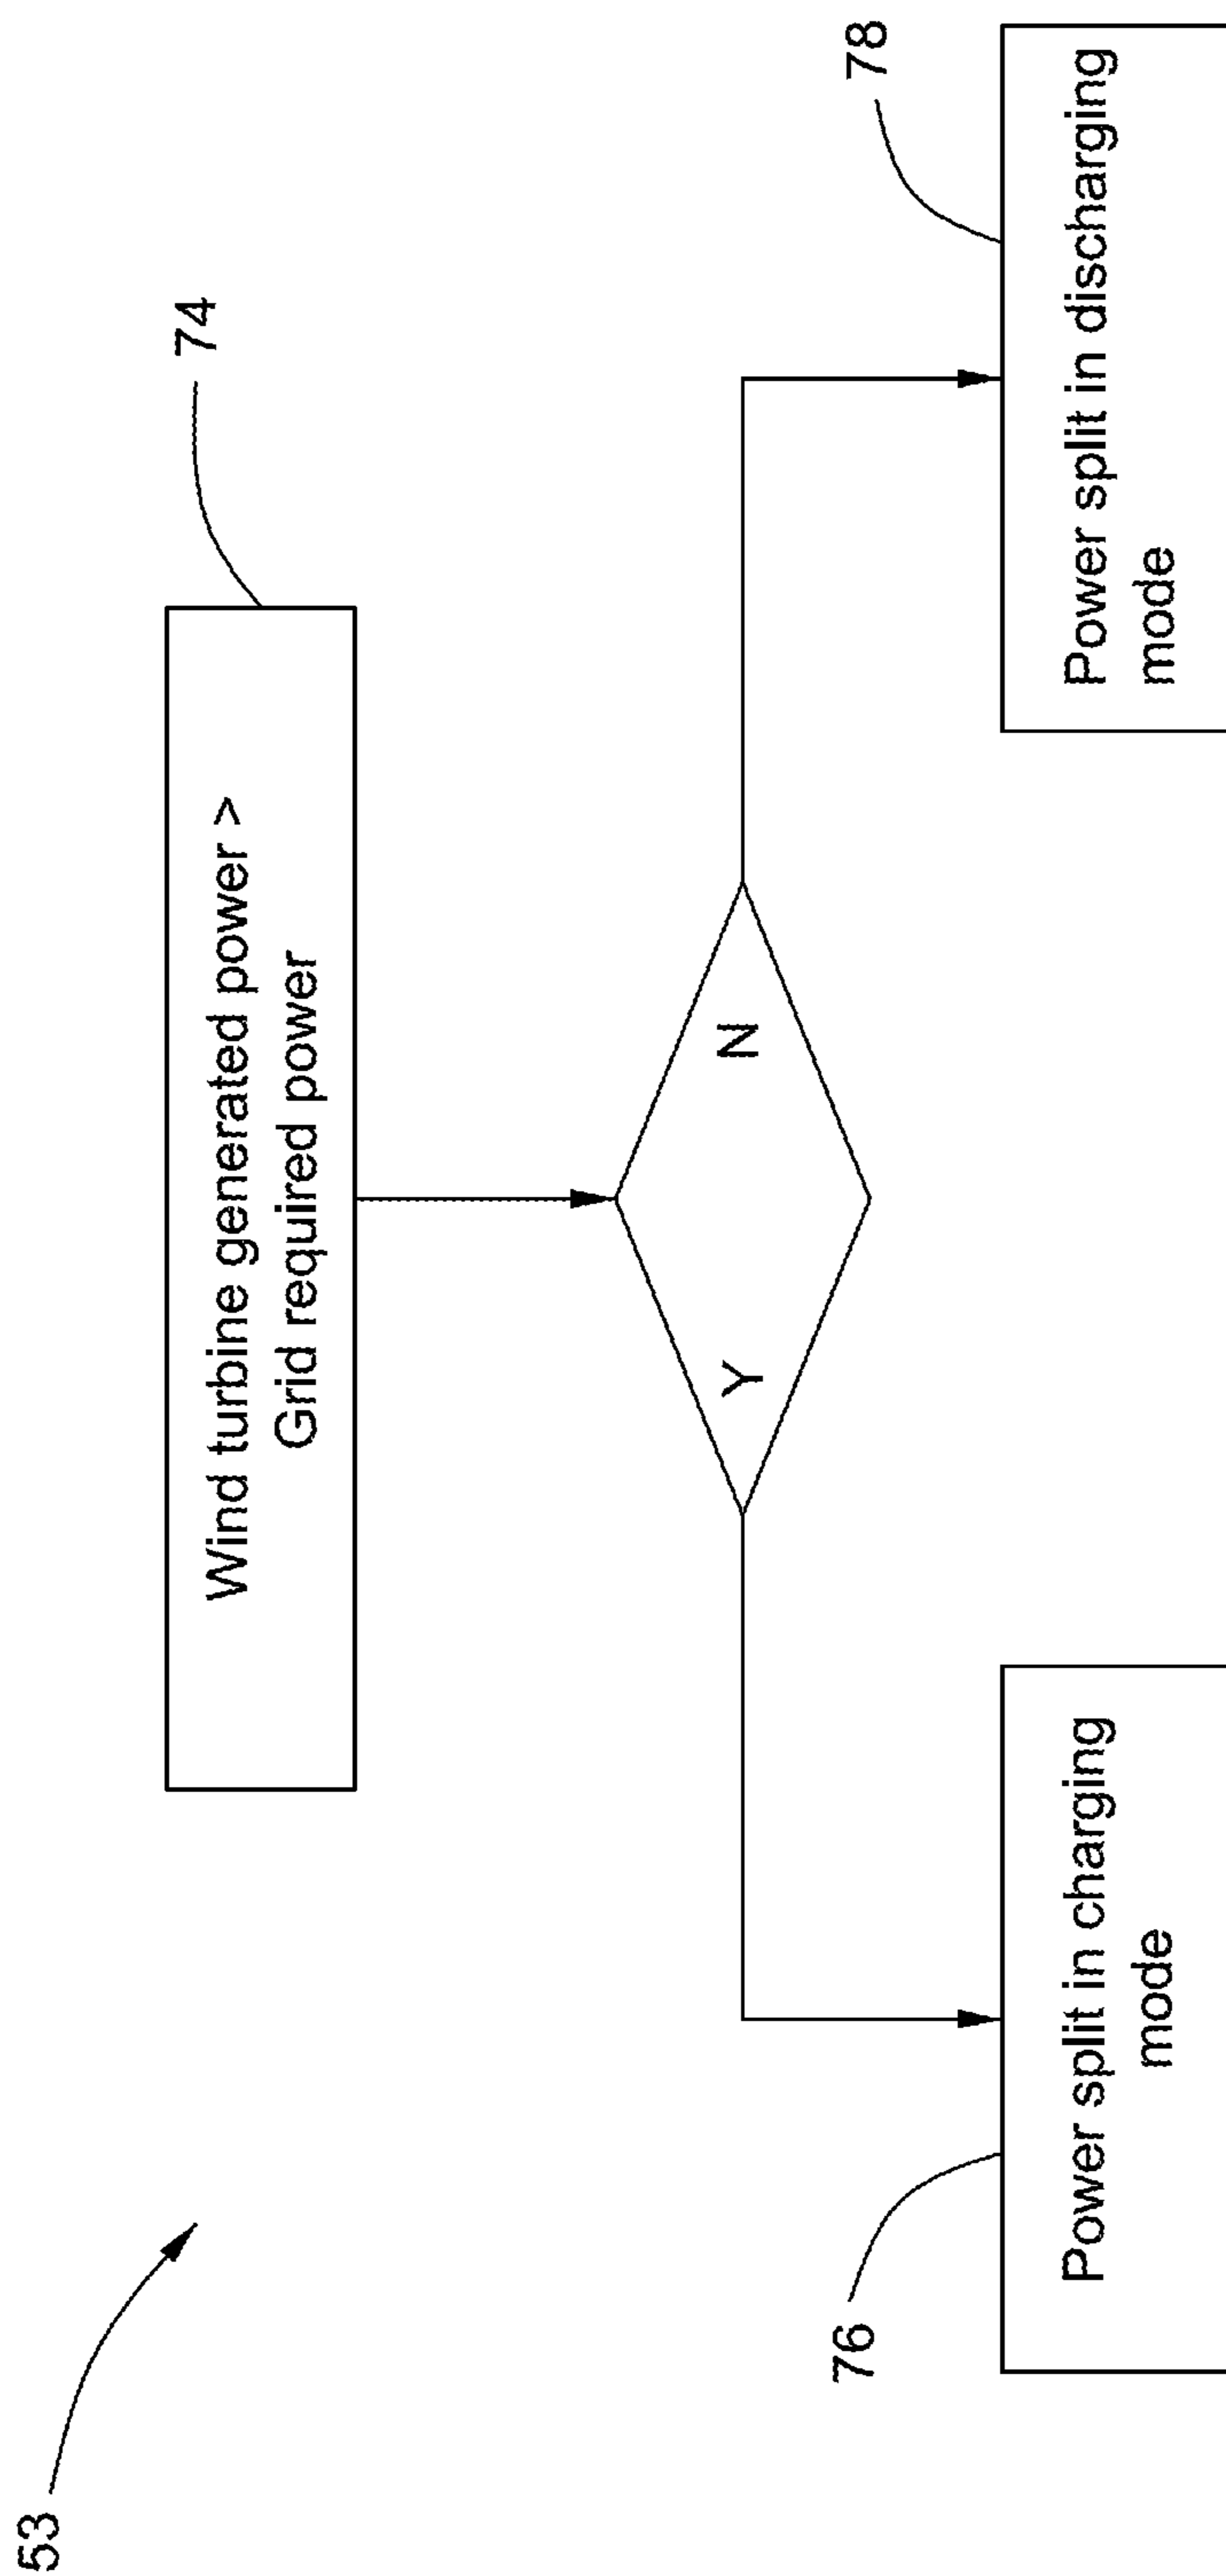 53
74
Wind turbine generated power >
Grid required power
Y
N
76
78
Power split in charging
mode
Power split in discharging
mode